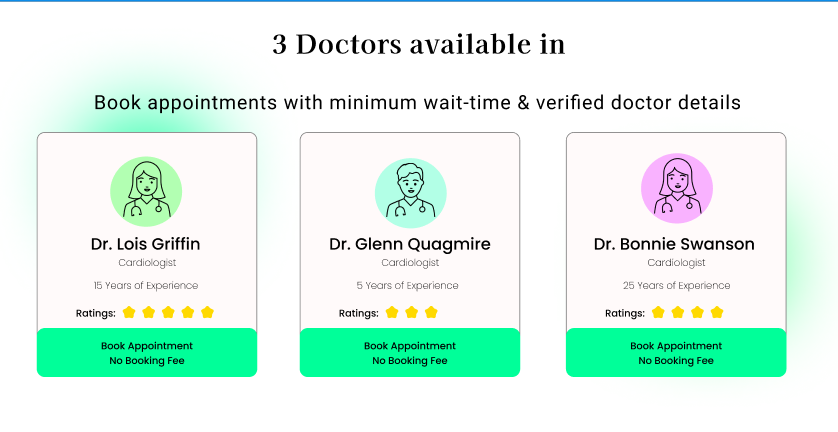 3 Doctors available in
Book appointments with minimum wait-time & verified doctor details
Dr. Lois Griffin
Cardiologist
15 Years of Experience
Ratings:
Book Appointment
No Booking Fee
Dr. Glenn Quagmire
Cardiologist
5 Years of Experience
Ratings:
Book Appointment
No Booking Fee
Dr. Bonnie Swanson
Cardiologist
25 Years of Experience
Ratings:
Book Appointment
No Booking Fee